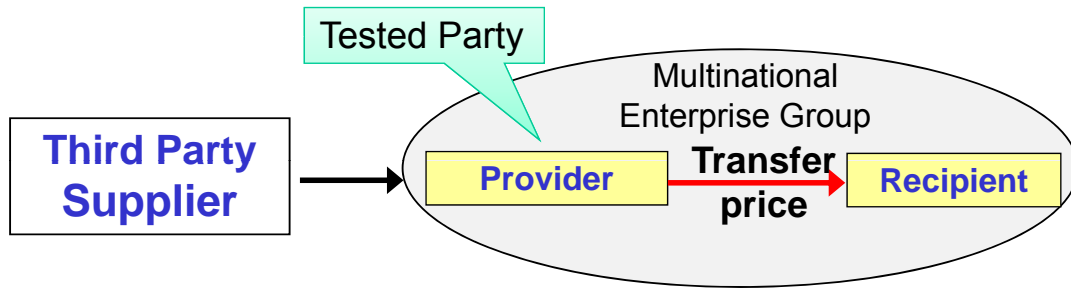 Tested Party
Multinational
Enterprise Group
Third Party
Supplier
Provider
Transfer
price
Recipient